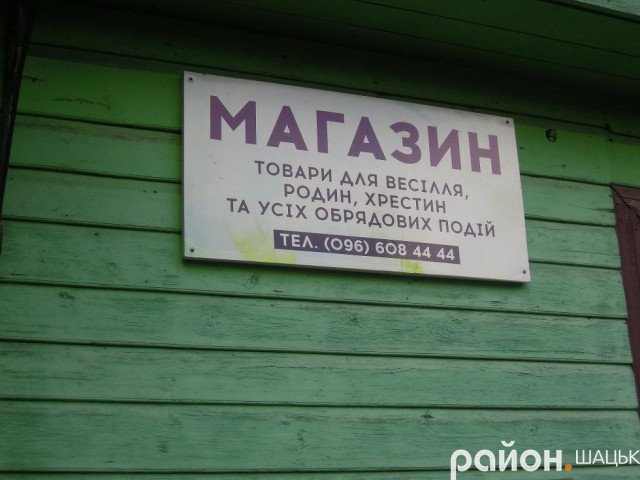 МАГАЗИН
ТОВАРИ ДЛЯ ВЕСІЛЛЯ,
РОДИН, ХРЕСТИН
ТА УСІХ ОБРЯДОВИХ ПОДІЙ
ТЕЛ. (096) 608 44 44
район.ШАЦЬК